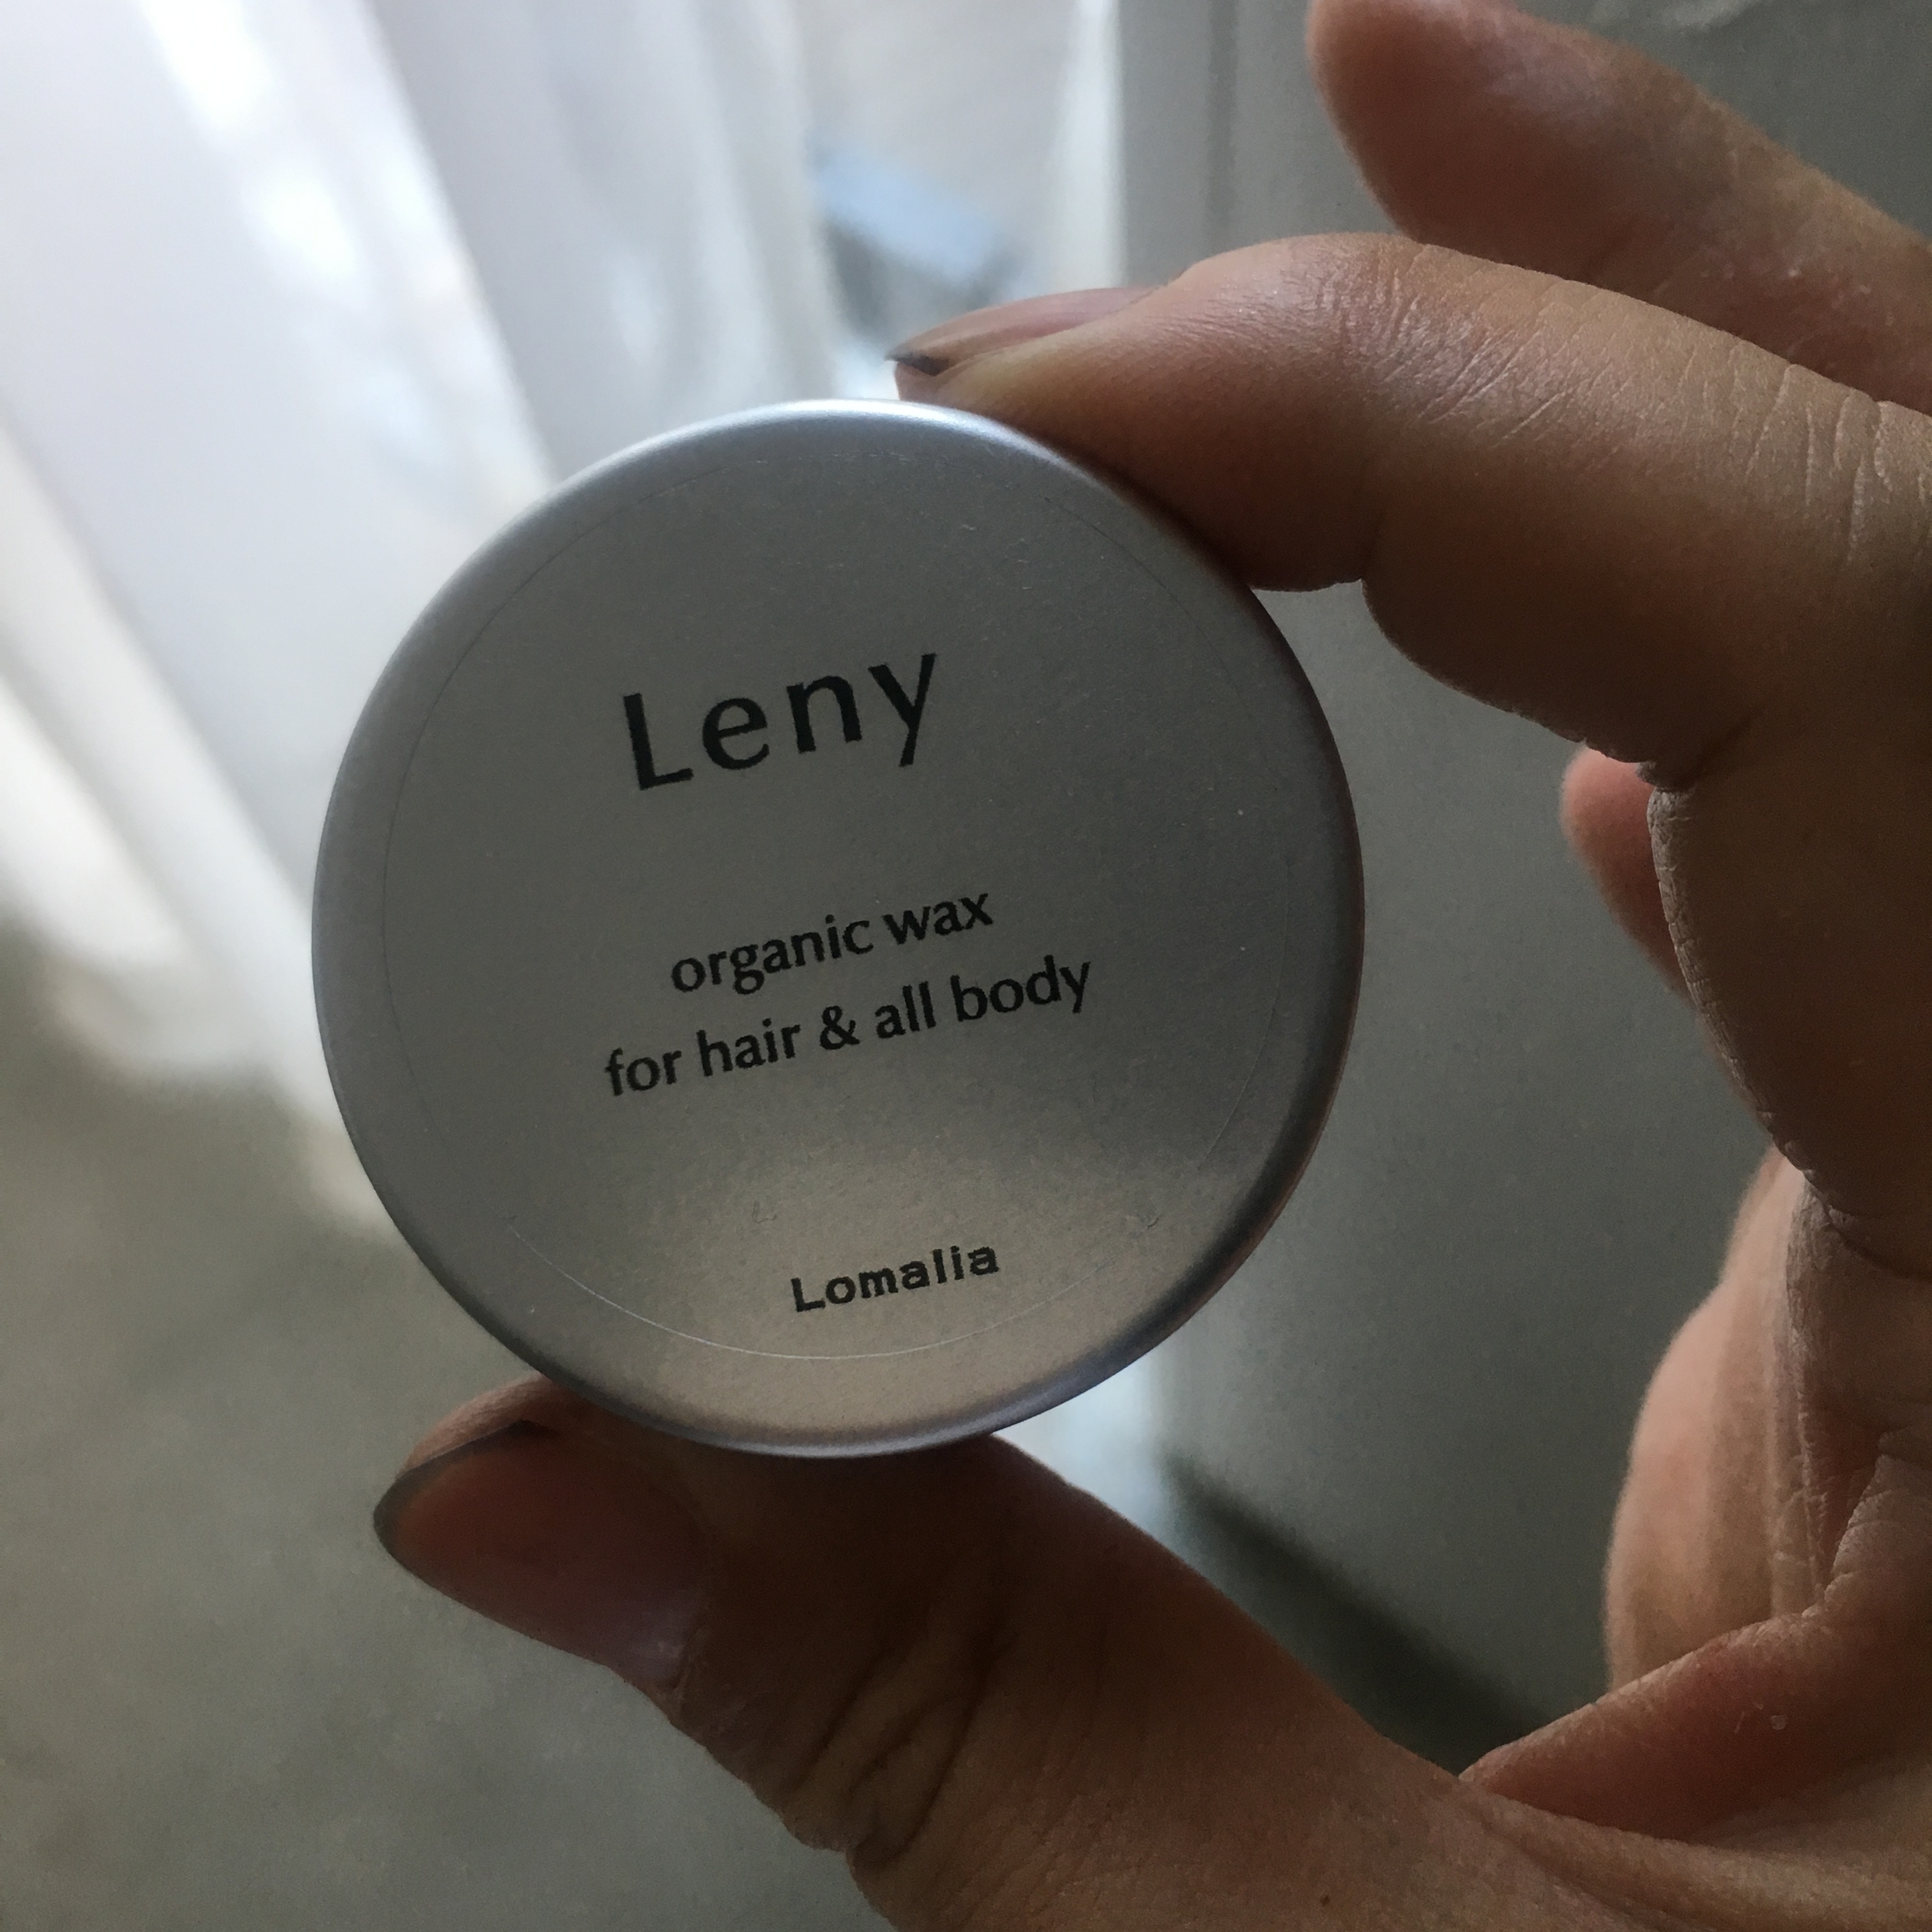 Leny
organic wax
for hair & all body
Lomalia